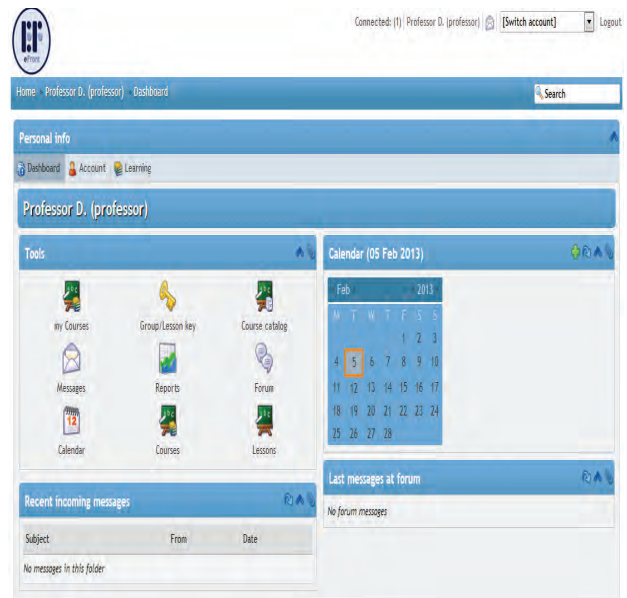 Connected: (1) Professor D. (professor) [Switch account] Logout
eFront
Home Professor D. (professor) Dashboard
Search
Personal info
Dashboard Account Learning
Professor D. (professor)
Tools
my Courses Group/Lesson key Course catalog
Messages Reports Forum
12
Calendar Courses Lessons
Recent incoming messages
Subject From Date
No messages in this folder
Calendar (05 Feb 2013)
Feb 2013
M T W T F S S
1 2 3
4 5 6 7 8 9 10
11 12 13 14 15 16 17
18 19 20 21 22 23 24
25 26 27 28
Last messages at forum
No forum messages